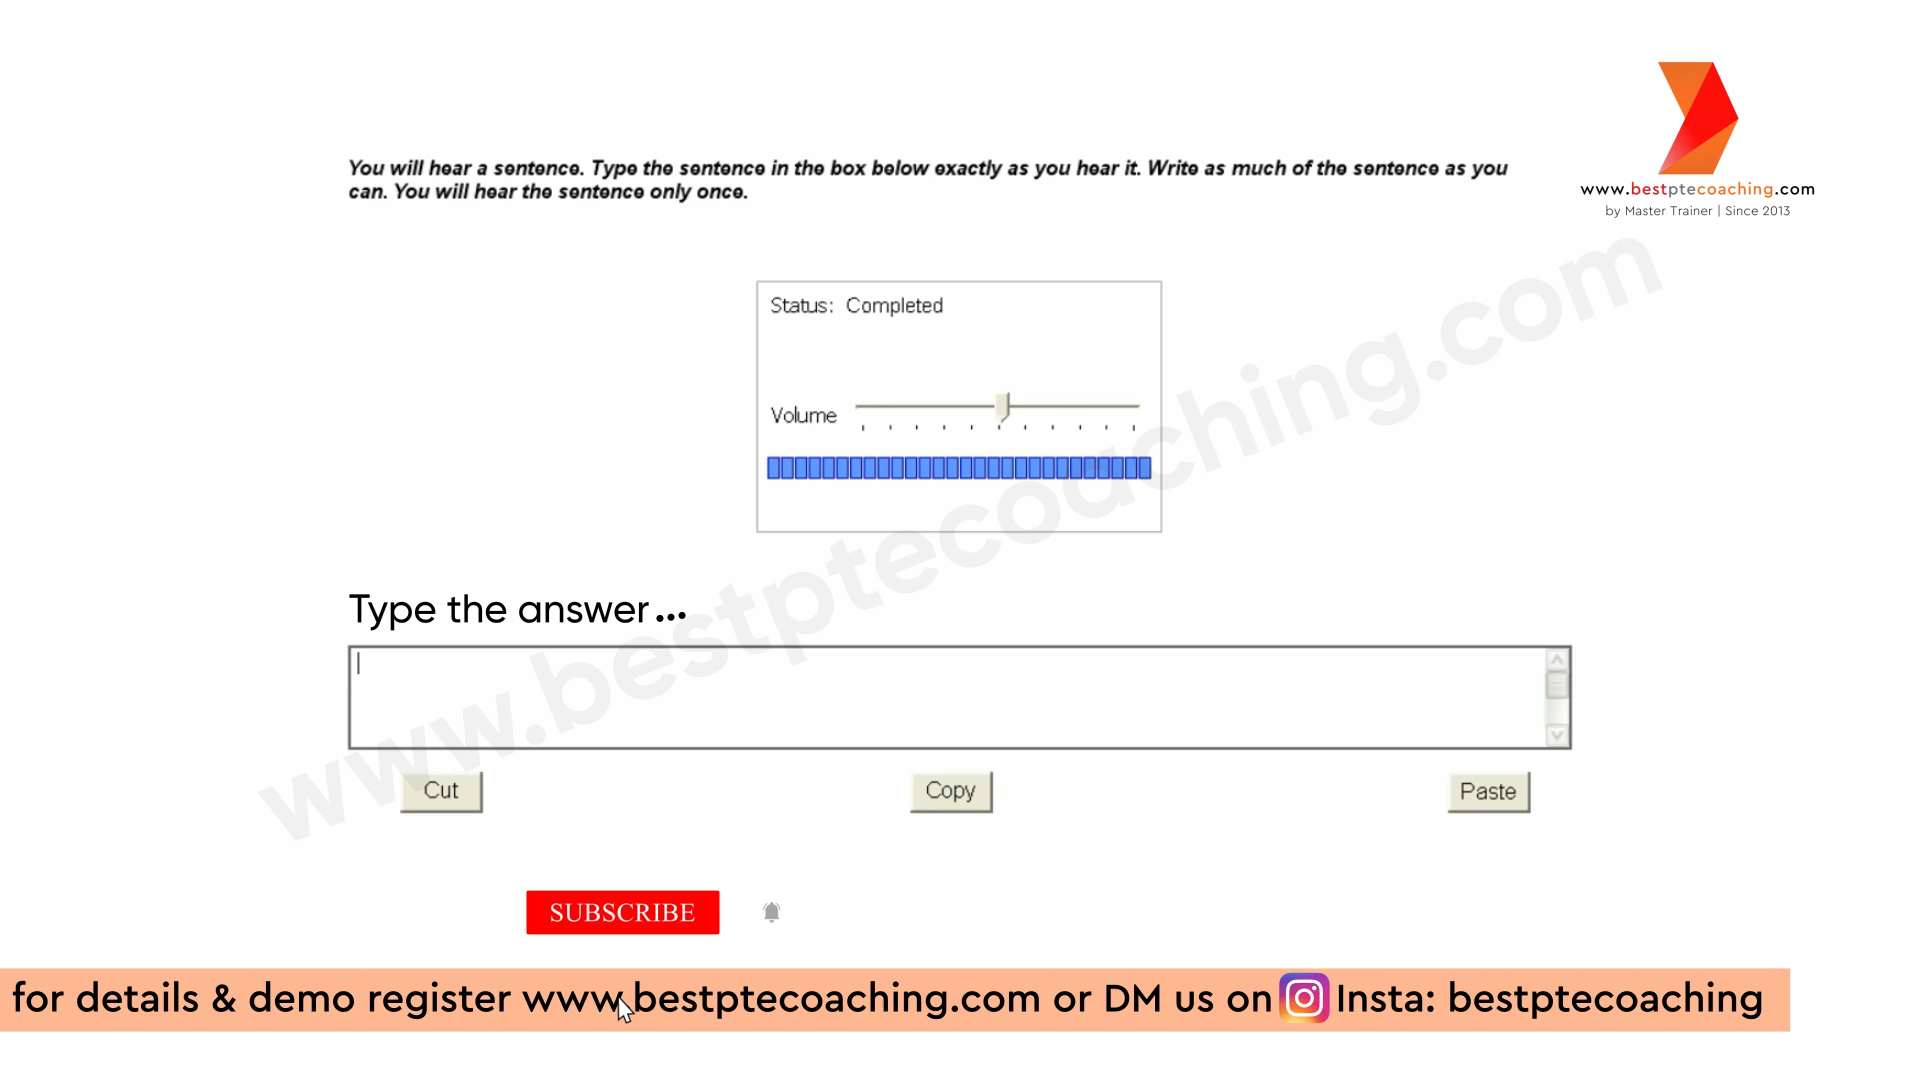 You will hear a sentence. Type the sentence in the box below exactly as you hear it. Write as much of the sentence as you
can. You will hear the sentence only once.
www.bestptecoaching.com
by Master Trainer | Since 2013
Status: Completed
Volume
www.bestptecoaching.com
Type the answer...
Cut
Copy
Paste
SUBSCRIBE
for details & demo register www.bestptecoaching.com or DM us on Insta: bestptecoaching